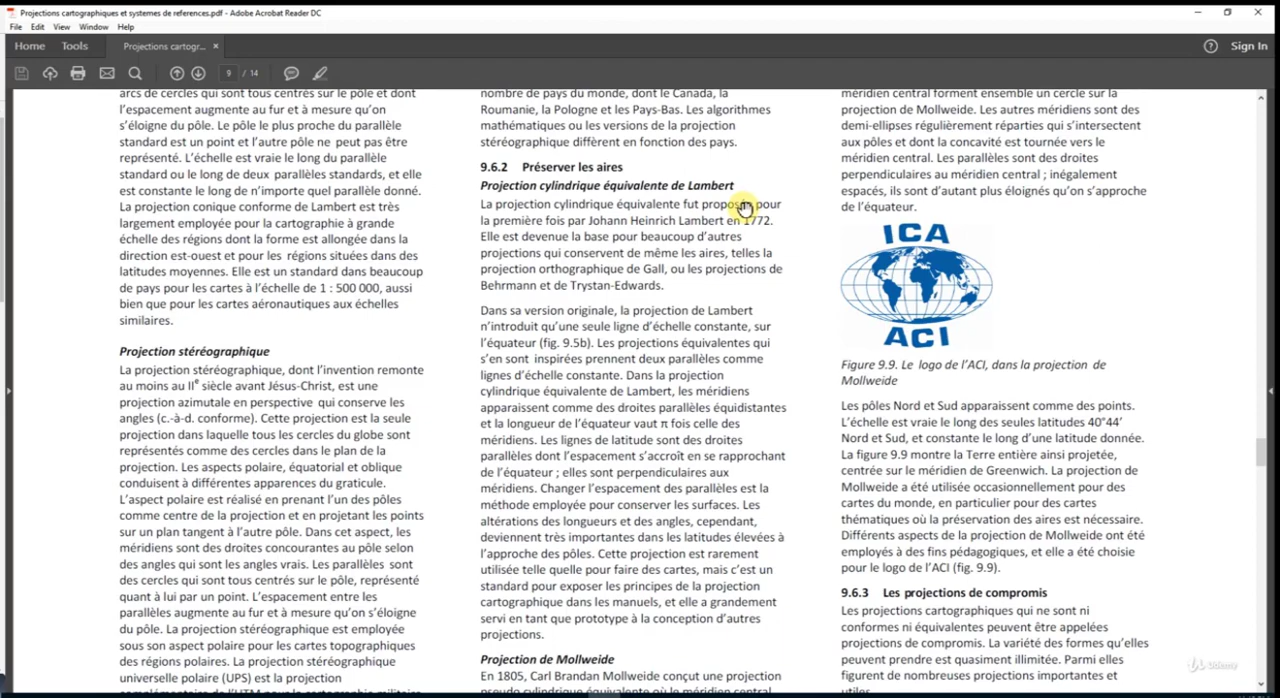 Projections cartographiques et systemes de references.pdf - Adobe Acrobat Reader DC
File Edit View Window Help
Home Tools Projections cartogr... × Sign In
9 / 14
arcs de cercles qui sont tous centrés sur le pôle et dont
l'espacement augmente au fur et à mesure qu'on
s'éloigne du pôle. Le pôle le plus proche du parallèle
standard est un point et l'autre pôle ne peut pas être
représenté. L'échelle est vraie le long du parallèle
standard ou le long de deux parallèles standards, et elle
est constante le long de n'importe quel parallèle donné.
La projection conique conforme de Lambert est très
largement employée pour la cartographie à grande
échelle des régions dont la forme est allongée dans la
direction est-ouest et pour les régions situées dans des
latitudes moyennes. Elle est un standard dans beaucoup
de pays pour les cartes à l'échelle de 1 : 500 000, aussi
bien que pour les cartes aéronautiques aux échelles
similaires.
Projection stéréographique
La projection stéréographique, dont l'invention remonte
au moins au IIe siècle avant Jésus-Christ, est une
projection azimutale en perspective qui conserve les
angles (c.-à-d. conforme). Cette projection est la seule
projection dans laquelle tous les cercles du globe sont
représentés comme des cercles dans le plan de la
projection. Les aspects polaire, équatorial et oblique
conduisent à différentes apparences du graticule.
L'aspect polaire est réalisé en prenant l'un des pôles
comme centre de la projection et en projetant les points
sur un plan tangent à l'autre pôle. Dans cet aspect, les
méridiens sont des droites concourantes au pôle selon
des angles qui sont les angles vrais. Les parallèles sont
des cercles qui sont tous centrés sur le pôle, représenté
quant à lui par un point. L'espacement entre les
parallèles augmente au fur et à mesure qu'on s'éloigne
du pôle. La projection stéréographique est employée
sous son aspect polaire pour les cartes topographiques
des régions polaires. La projection stéréographique
universelle polaire (UPS) est la projection
complémentaire de l'UTM pour la cartographie militaire
nombre de pays du monde, dont le Canada, la
Roumanie, la Pologne et les Pays-Bas. Les algorithmes
mathématiques ou les versions de la projection
stéréographique diffèrent en fonction des pays.
9.6.2 Préserver les aires
Projection cylindrique équivalente de Lambert
La projection cylindrique équivalente fut proposée pour
la première fois par Johann Heinrich Lambert en 1772.
Elle est devenue la base pour beaucoup d'autres
projections qui conservent de même les aires, telles la
projection orthographique de Gall, ou les projections de
Behrmann et de Trystan-Edwards.
Dans sa version originale, la projection de Lambert
n'introduit qu'une seule ligne d'échelle constante, sur
l'équateur (fig. 9.5b). Les projections équivalentes qui
s'en sont inspirées prennent deux parallèles comme
lignes d'échelle constante. Dans la projection
cylindrique équivalente de Lambert, les méridiens
apparaissent comme des droites parallèles équidistantes
et la longueur de l'équateur vaut π fois celle des
méridiens. Les lignes de latitude sont des droites
parallèles dont l'espacement s'accroît en se rapprochant
de l'équateur ; elles sont perpendiculaires aux
méridiens. Changer l'espacement des parallèles est la
méthode employée pour conserver les surfaces. Les
altérations des longueurs et des angles, cependant,
deviennent très importantes dans les latitudes élevées à
l'approche des pôles. Cette projection est rarement
utilisée telle quelle pour faire des cartes, mais c'est un
standard pour exposer les principes de la projection
cartographique dans les manuels, et elle a grandement
servi en tant que prototype à la conception d'autres
projections.
Projection de Mollweide
En 1805, Carl Brandan Mollweide conçut une projection
pseudo cylindrique équivalente où le méridien central
méridien central forment ensemble un cercle sur la
projection de Mollweide. Les autres méridiens sont des
demi-ellipses régulièrement réparties qui s'intersectent
aux pôles et dont la concavité est tournée vers le
méridien central. Les parallèles sont des droites
perpendiculaires au méridien central ; inégalement
espacés, ils sont d'autant plus éloignés qu'on s'approche
de l'équateur.
ICA
ACI
Figure 9.9. Le logo de l'ACI, dans la projection de
Mollweide
Les pôles Nord et Sud apparaissent comme des points.
L'échelle est vraie le long des seules latitudes 40°44'
Nord et Sud, et constante le long d'une latitude donnée.
La figure 9.9 montre la Terre entière ainsi projetée,
centrée sur le méridien de Greenwich. La projection de
Mollweide a été utilisée occasionnellement pour des
cartes du monde, en particulier pour des cartes
thématiques où la préservation des aires est nécessaire.
Différents aspects de la projection de Mollweide ont été
employés à des fins pédagogiques, et elle a été choisie
pour le logo de l'ACI (fig. 9.9).
9.6.3 Les projections de compromis
Les projections cartographiques qui ne sont ni
conformes ni équivalentes peuvent être appelées
projections de compromis. La variété des formes qu'elles
peuvent prendre est quasiment illimitée. Parmi elles
figurent de nombreuses projections importantes et
utiles.
Udemy